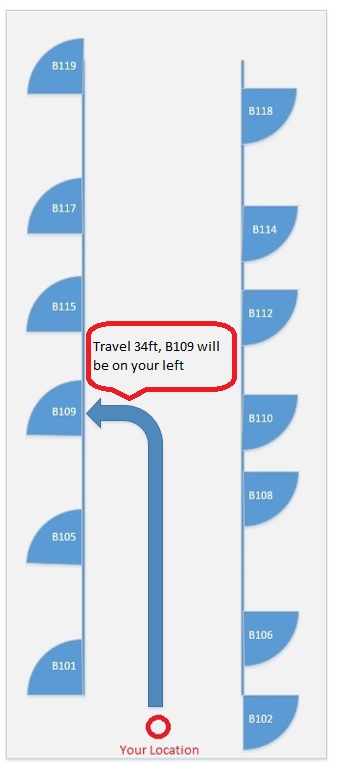 B119
B118
B117
B114
B115
B112
Travel 34ft, B109 will
be on your left
B109
B110
B108
B105
B106
B101
B102
Your Location